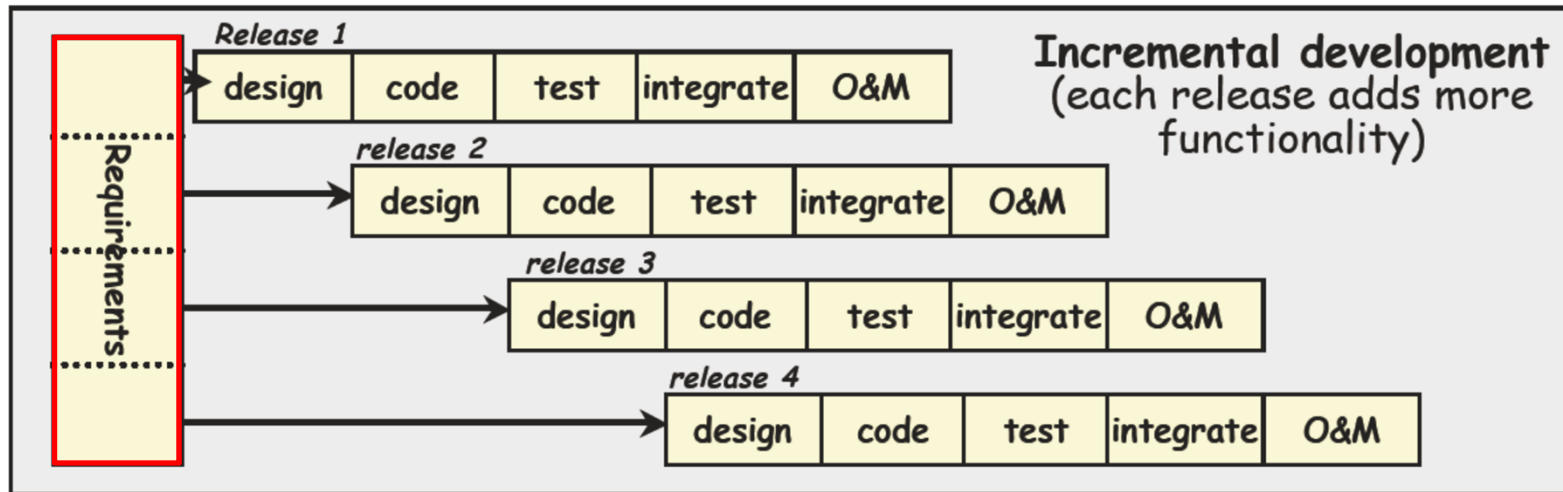 Release 1
design code test integrate O&M
Incremental development
(each release adds more
functionality)
Requirements
release 2
design code test integrate O&M
release 3
design code test integrate O&M
release 4
design code test integrate O&M